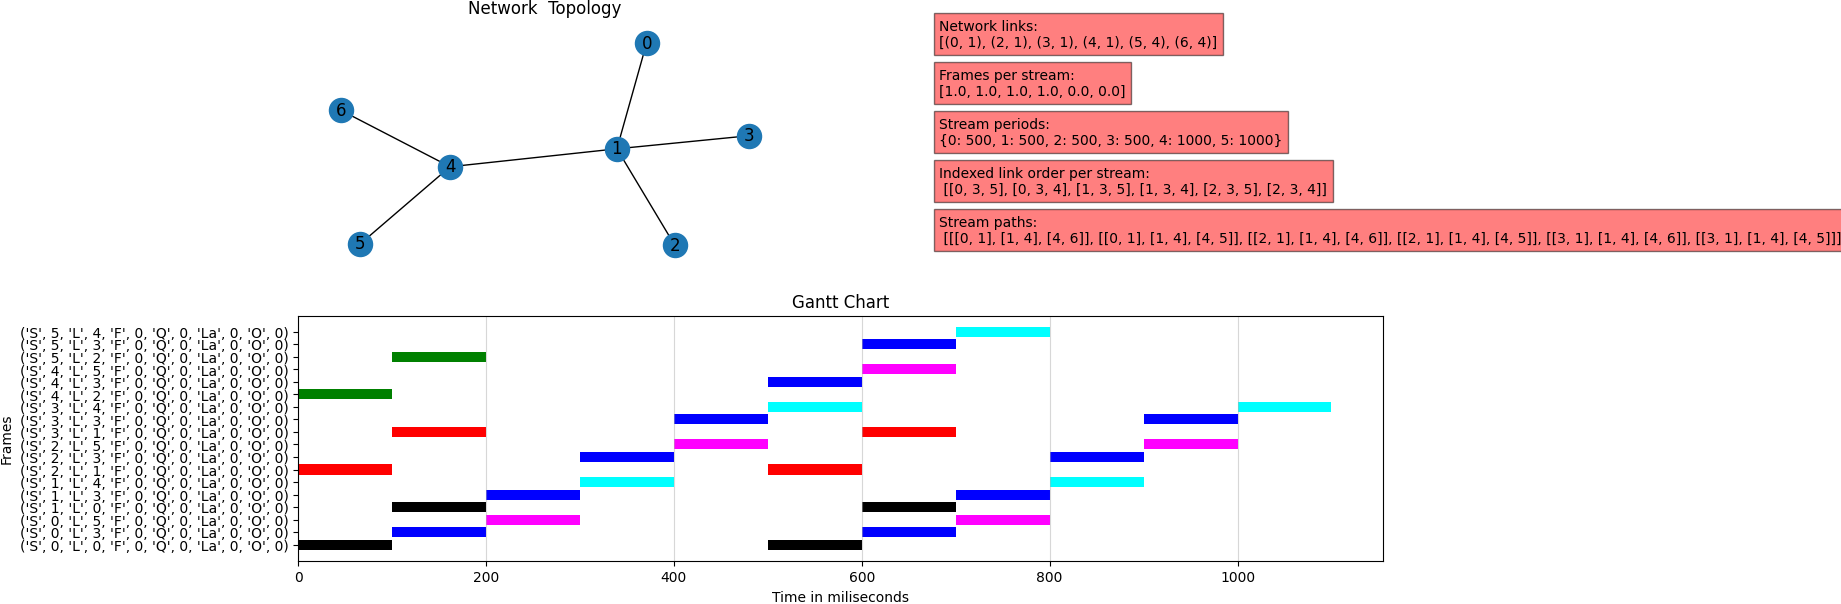 Network  Topology
0
6
3
1
4
5
2
Network links:
[(0, 1), (2, 1), (3, 1), (4, 1), (5, 4), (6, 4)]
Frames per stream:
[1.0, 1.0, 1.0, 1.0, 0.0, 0.0]
Stream periods:
{0: 500, 1: 500, 2: 500, 3: 500, 4: 1000, 5: 1000}
Indexed link order per stream:
[[0, 3, 5], [0, 3, 4], [1, 3, 5], [1, 3, 4], [2, 3, 5], [2, 3, 4]]
Stream paths:
[[[0, 1], [1, 4], [4, 6]], [[0, 1], [1, 4], [4, 5]], [[2, 1], [1, 4], [4, 6]], [[2, 1], [1, 4], [4, 5]], [[3, 1], [1, 4], [4, 6]], [[3, 1], [1, 4], [4, 5]]]
Gantt Chart
Frames
('S', 5, 'L', 4, 'F', 0, 'Q', 0, 'La', 0, 'O', 0)
('S', 5, 'L', 3, 'F', 0, 'Q', 0, 'La', 0, 'O', 0)
('S', 5, 'L', 2, 'F', 0, 'Q', 0, 'La', 0, 'O', 0)
('S', 4, 'L', 5, 'F', 0, 'Q', 0, 'La', 0, 'O', 0)
('S', 4, 'L', 3, 'F', 0, 'Q', 0, 'La', 0, 'O', 0)
('S', 4, 'L', 2, 'F', 0, 'Q', 0, 'La', 0, 'O', 0)
('S', 3, 'L', 4, 'F', 0, 'Q', 0, 'La', 0, 'O', 0)
('S', 3, 'L', 3, 'F', 0, 'Q', 0, 'La', 0, 'O', 0)
('S', 3, 'L', 1, 'F', 0, 'Q', 0, 'La', 0, 'O', 0)
('S', 2, 'L', 5, 'F', 0, 'Q', 0, 'La', 0, 'O', 0)
('S', 2, 'L', 3, 'F', 0, 'Q', 0, 'La', 0, 'O', 0)
('S', 2, 'L', 1, 'F', 0, 'Q', 0, 'La', 0, 'O', 0)
('S', 1, 'L', 4, 'F', 0, 'Q', 0, 'La', 0, 'O', 0)
('S', 1, 'L', 3, 'F', 0, 'Q', 0, 'La', 0, 'O', 0)
('S', 1, 'L', 0, 'F', 0, 'Q', 0, 'La', 0, 'O', 0)
('S', 0, 'L', 5, 'F', 0, 'Q', 0, 'La', 0, 'O', 0)
('S', 0, 'L', 3, 'F', 0, 'Q', 0, 'La', 0, 'O', 0)
('S', 0, 'L', 0, 'F', 0, 'Q', 0, 'La', 0, 'O', 0)
0 200 400 600 800 1000
Time in miliseconds